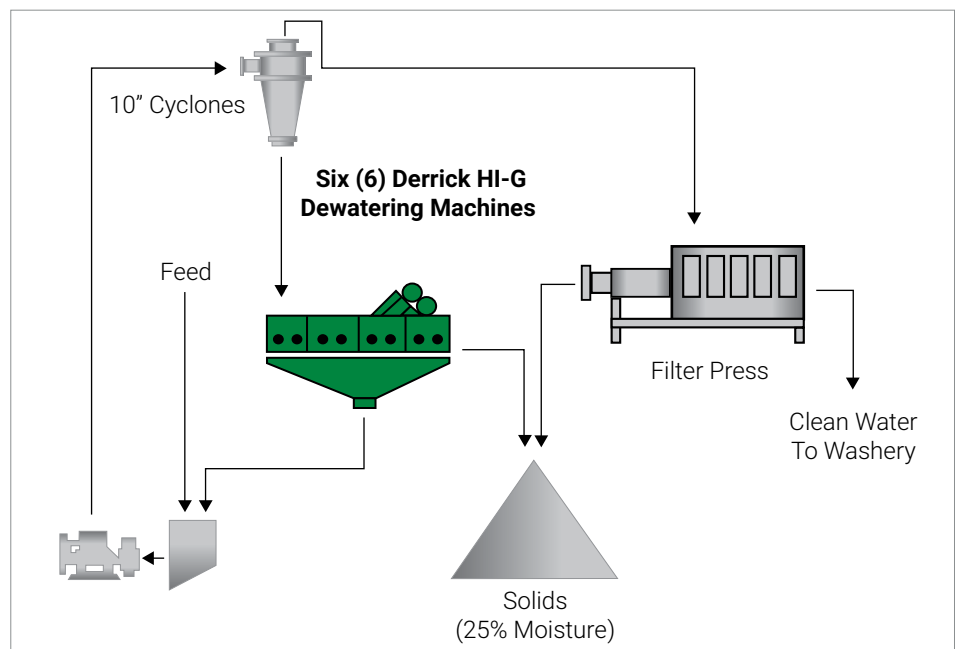 10” Cyclones
Six (6) Derrick HI-G
Dewatering Machines
Feed
Filter Press
Clean Water
To Washery
Solids
(25% Moisture)